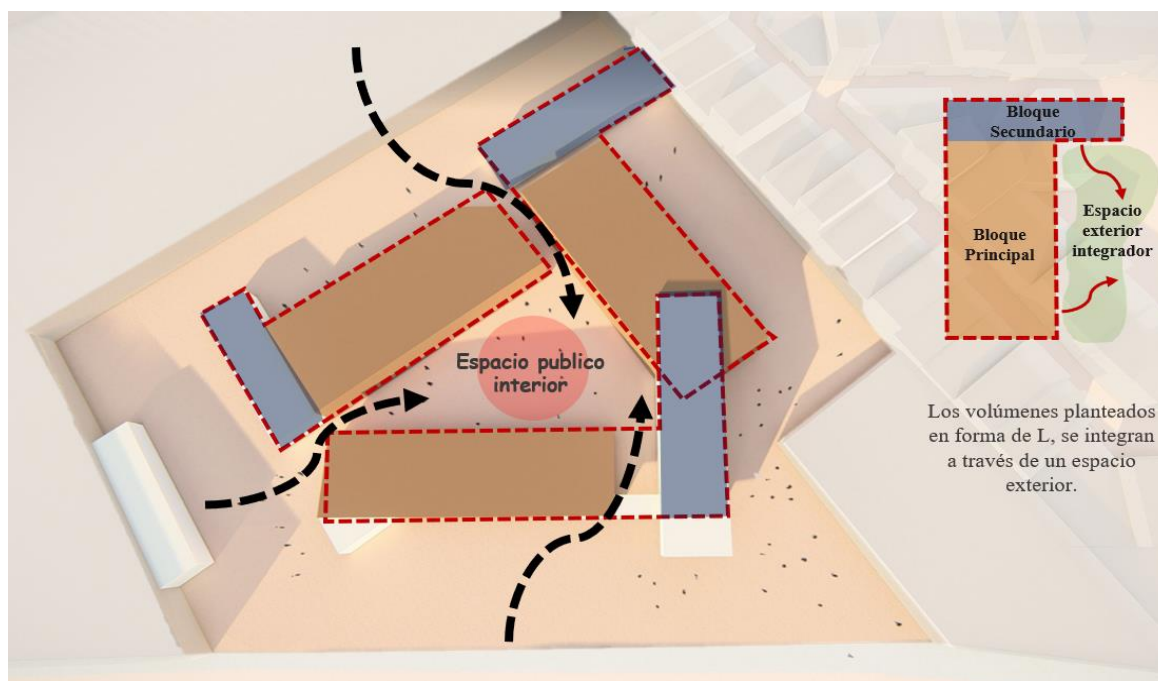 Bloque
Secundario
Bloque
Principal
Espacio
exterior
integrador
Espacio publico
interior
Los volúmenes planteados
en forma de L, se integran
a través de un espacio
exterior.